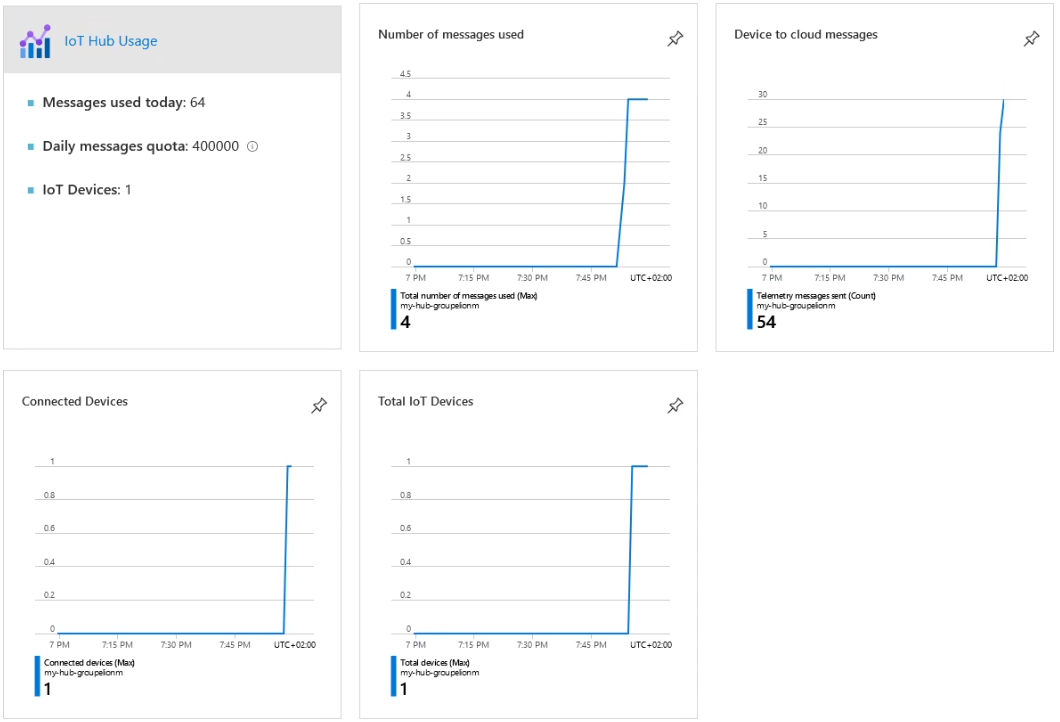 IoT Hub Usage
Messages used today: 64
Daily messages quota: 400000
IoT Devices: 1
Number of messages used
4.5
4
3.5
3
2.5
2
1.5
1
0.5
0
7 PM 7:15 PM 7:30 PM 7:45 PM UTC+02:00
Total number of messages used (Max)
my-hub-groupelionm
4
Device to cloud messages
30
25
20
15
10
5
0
7 PM 7:15 PM 7:30 PM 7:45 PM UTC+02:00
Telemetry messages sent (Count)
my-hub-groupelionm
54
Connected Devices
1
0.8
0.6
0.4
0.2
0
7 PM 7:15 PM 7:30 PM 7:45 PM UTC+02:00
Connected devices (Max)
my-hub-groupelionm
1
Total IoT Devices
1
0.8
0.6
0.4
0.2
0
7 PM 7:15 PM 7:30 PM 7:45 PM UTC+02:00
Total devices (Max)
my-hub-groupelionm
1